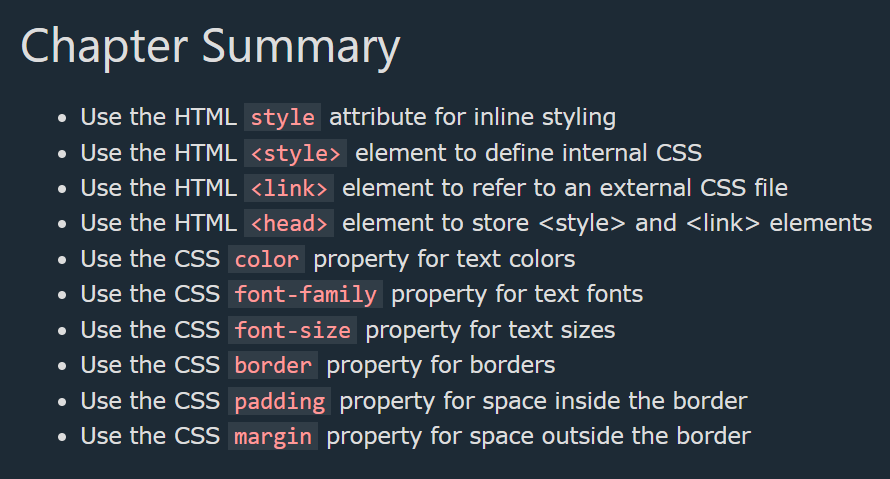 Chapter Summary
• Use the HTML style attribute for inline styling
• Use the HTML <style> element to define internal CSS
• Use the HTML <link> element to refer to an external CSS file
• Use the HTML <head> element to store <style> and <link> elements
• Use the CSS color property for text colors
• Use the CSS font-family property for text fonts
• Use the CSS font-size property for text sizes
• Use the CSS border property for borders
• Use the CSS padding property for space inside the border
• Use the CSS margin property for space outside the border